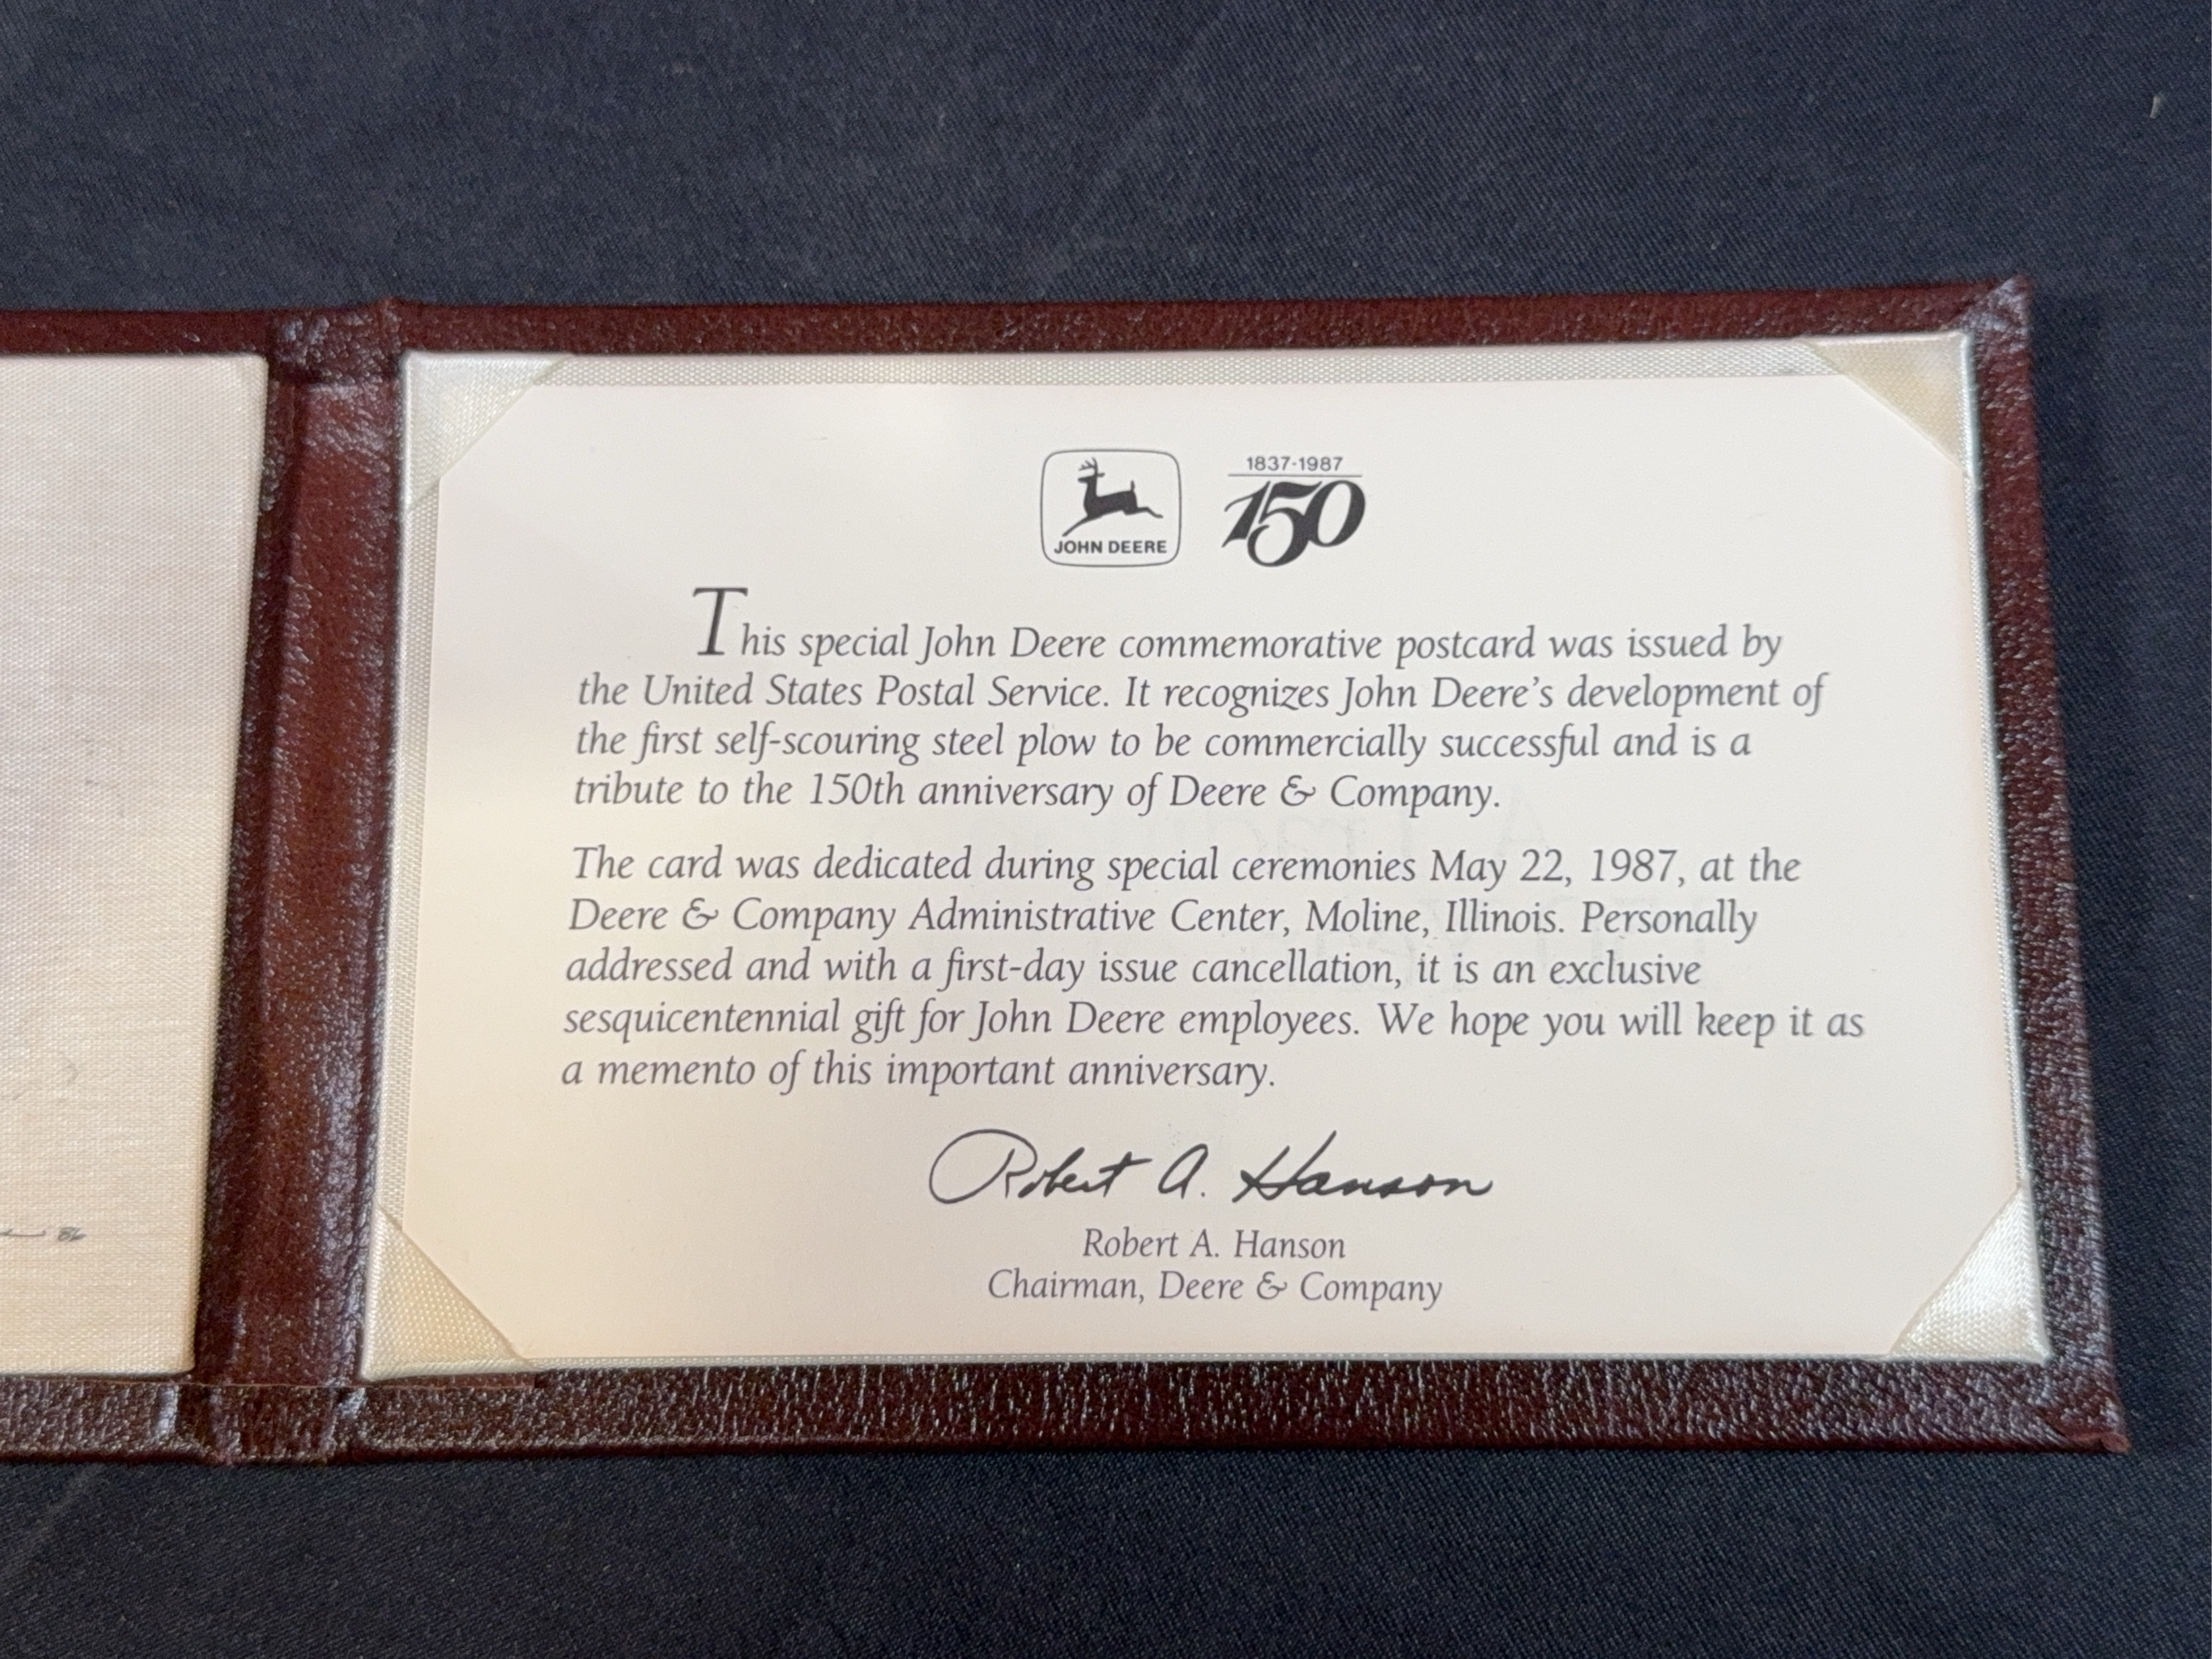 JOHN DEERE
1837-1987
150
This special John Deere commemorative postcard was issued by
the United States Postal Service. It recognizes John Deere's development of
the first self-scouring steel plow to be commercially successful and is a
tribute to the 150th anniversary of Deere & Company.
The card was dedicated during special ceremonies May 22, 1987, at the
Deere & Company Administrative Center, Moline, Illinois. Personally
addressed and with a first-day issue cancellation, it is an exclusive
sesquicentennial gift for John Deere employees. We hope you will keep it as
a memento of this important anniversary.
Robert A. Hanson
Robert A. Hanson
Chairman, Deere & Company
86